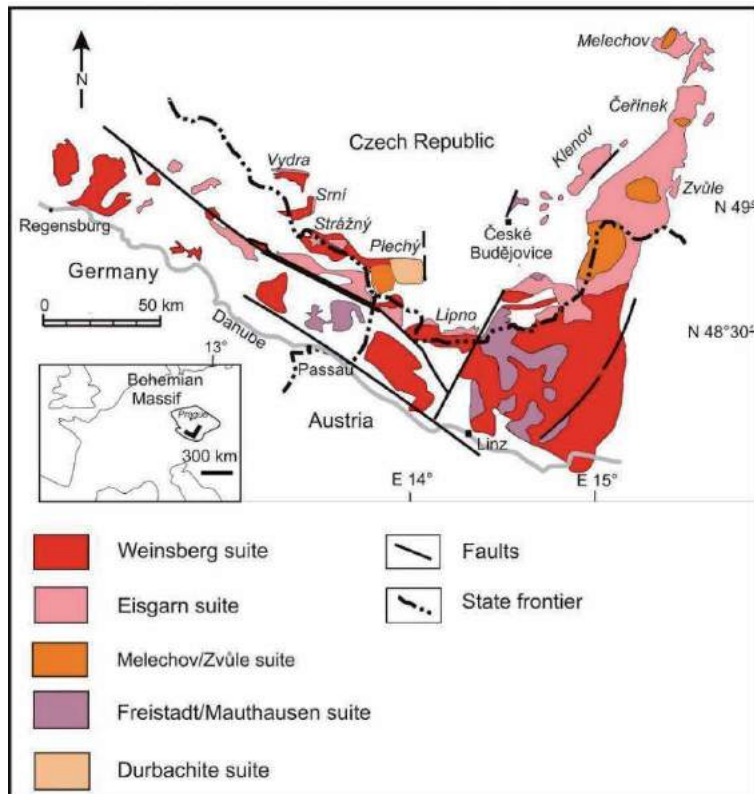 N
Melechov
Čeřinek
Czech Republic
Klenov
Vydra
Srní
Zvůle
Strážný
N 49°
Regensburg
Plechý
České
Budějovice
Germany
0 50 km
Lipno
N 48°30'
Danube
13°
Passau
Bohemian
Massif
Prague
300 km
Austria
Linz
E 14°
E 15°
Weinsberg suite
Faults
Eisgarn suite
State frontier
Melechov/Zvůle suite
Freistadt/Mauthausen suite
Durbachite suite